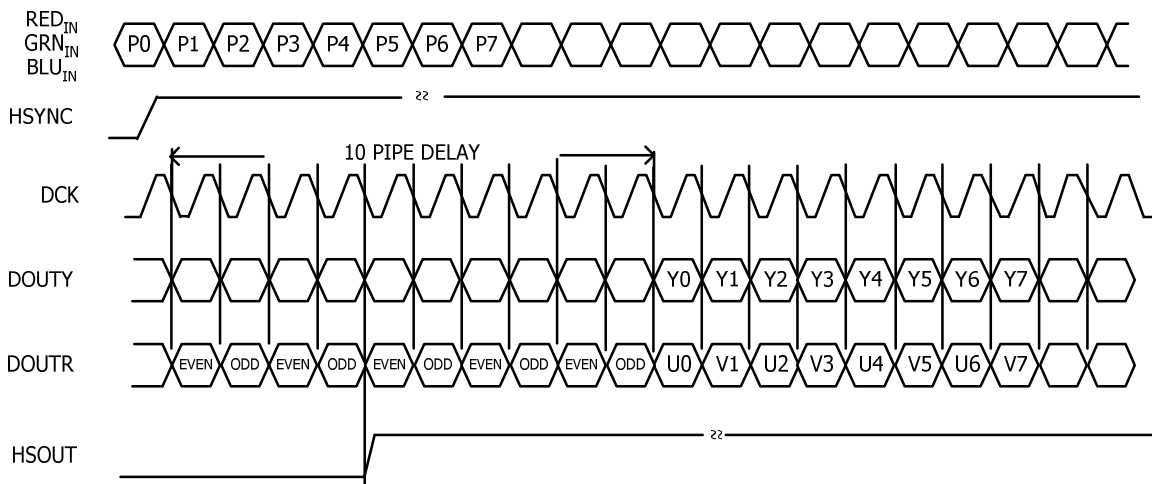 RED_IN
GRN_IN
BLU_IN
P0 P1 P2 P3 P4 P5 P6 P7
HSYNC
10 PIPE DELAY
DCK
DOUTY
Y0 Y1 Y2 Y3 Y4 Y5 Y6 Y7
DOUTR
EVEN ODD EVEN ODD EVEN ODD EVEN ODD EVEN ODD U0 V1 U2 V3 U4 V5 U6 V7
HSOUT